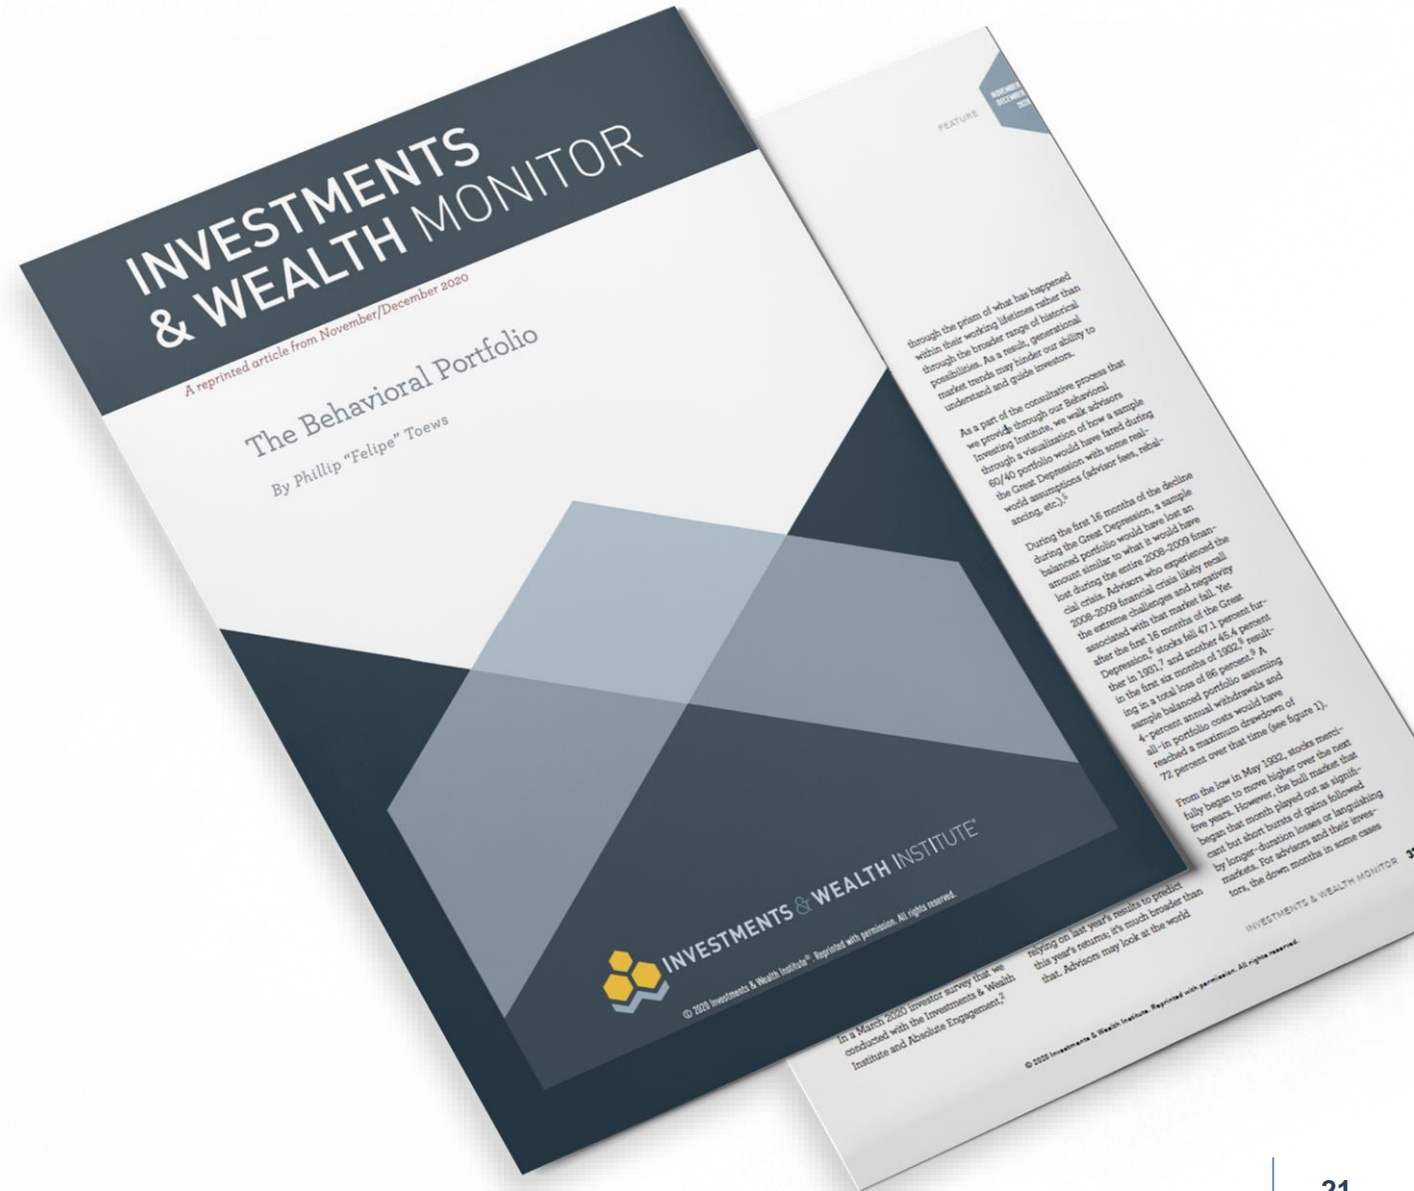 INVESTMENTS
& WEALTH MONITOR
A reprinted article from November/December 2020
The Behavioral Portfolio
By Phillip “Felipe” Toews
INVESTMENTS & WEALTH INSTITUTE®
© 2020 Investments & Wealth Institute®. Reprinted with permission. All rights reserved.
FEATURE
NOVEMBER
DECEMBER
2020
through the prism of what has happened
within their working lifetimes rather than
through the broader range of historical
possibilities. As a result, generational
market trends may hinder our ability to
understand and guide investors.
As a part of the consultative process that
we provide through our Behavioral
Investing Institute, we walk advisors
through a visualization of how a sample
60/40 portfolio would have fared during
the Great Depression with some real-
world assumptions (advisor fees, rebal-
ancing, etc.).5
During the first 16 months of the decline
during the Great Depression, a sample
balanced portfolio would have lost an
amount similar to what it would have
lost during the entire 2008-2009 finan-
cial crisis. Advisors who experienced the
2008-2009 financial crisis likely recall
the extreme challenges and negativity
associated with that market fall. Yet
after the first 16 months of the Great
Depression,6 stocks fell 47.1 percent fur-
ther in 1931,7 and another 45.4 percent
in the first six months of 1932,8 result-
ing in a total loss of 86 percent.9 A
sample balanced portfolio assuming
4-percent annual withdrawals and
all-in portfolio costs would have
reached a maximum drawdown of
72 percent over that time (see figure 1).
From the low in May 1932, stocks merci-
fully began to move higher over the next
five years. However, the bull market that
began that month played out as signifi-
cant but short bursts of gains followed
by longer-duration losses or languishing
markets. For advisors and their inves-
tors, the down months in some cases
In a March 2020 investor survey that we
conducted with the Investments & Wealth
Institute and Absolute Engagement,2
relying on last year's results to predict
this year's returns; it's much broader than
that. Advisors may look at the world
INVESTMENTS & WEALTH MONITOR
© 2020 Investments & Wealth Institute. Reprinted with permission. All rights reserved.
21